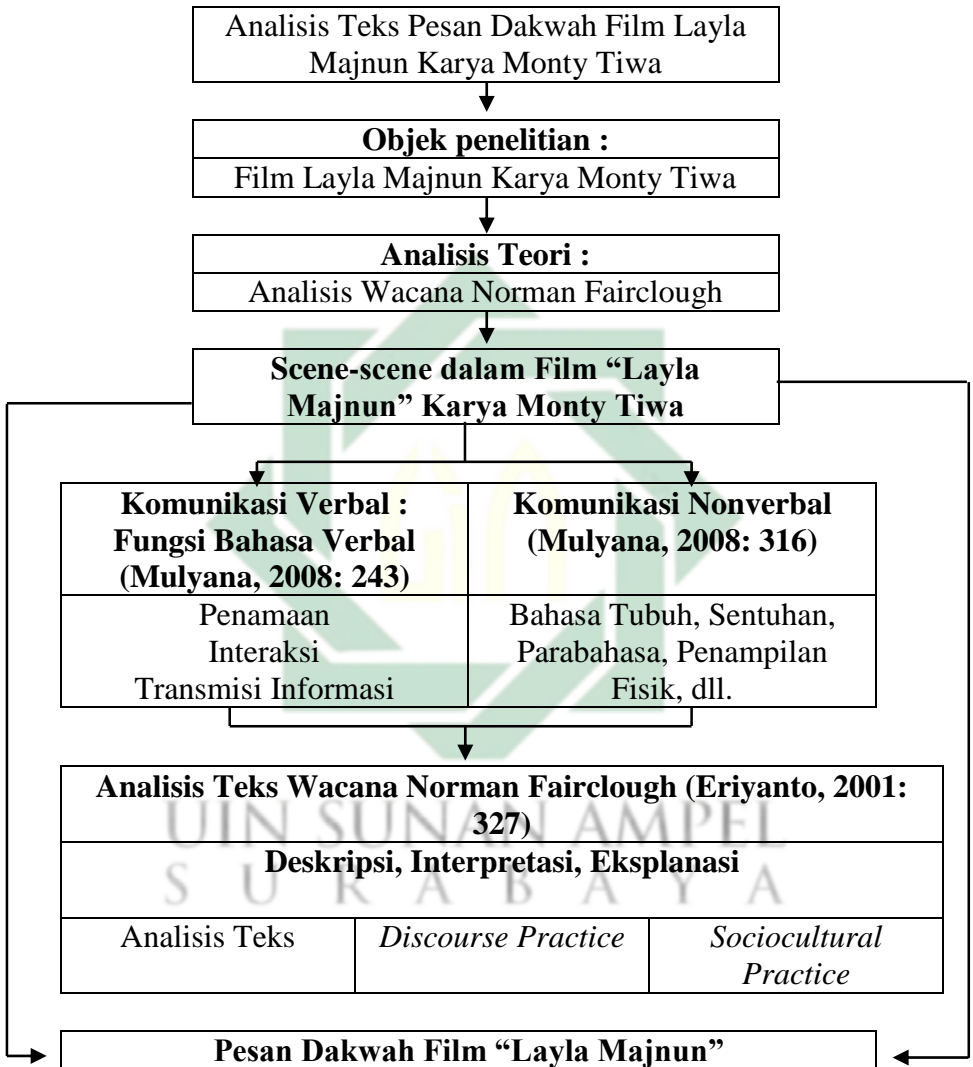 Analisis Teks Pesan Dakwah Film Layla
Majnun Karya Monty Tiwa
Objek penelitian :
Film Layla Majnun Karya Monty Tiwa
Analisis Teori :
Analisis Wacana Norman Fairclough
Scene-scene dalam Film “Layla
Majnun” Karya Monty Tiwa
Komunikasi Verbal :
Fungsi Bahasa Verbal
(Mulyana, 2008: 243)
Komunikasi Nonverbal
(Mulyana, 2008: 316)
Penamaan
Interaksi
Transmisi Informasi
Bahasa Tubuh, Sentuhan,
Parabahasa, Penampilan
Fisik, dll.
Analisis Teks Wacana Norman Fairclough (Eriyanto, 2001:
327)
UIN SUNAN AMPEL
Deskripsi, Interpretasi, Eksplanasi
SURABAYA
Analisis Teks
Discourse Practice
Sociocultural
Practice
Pesan Dakwah Film “Layla Majnun”